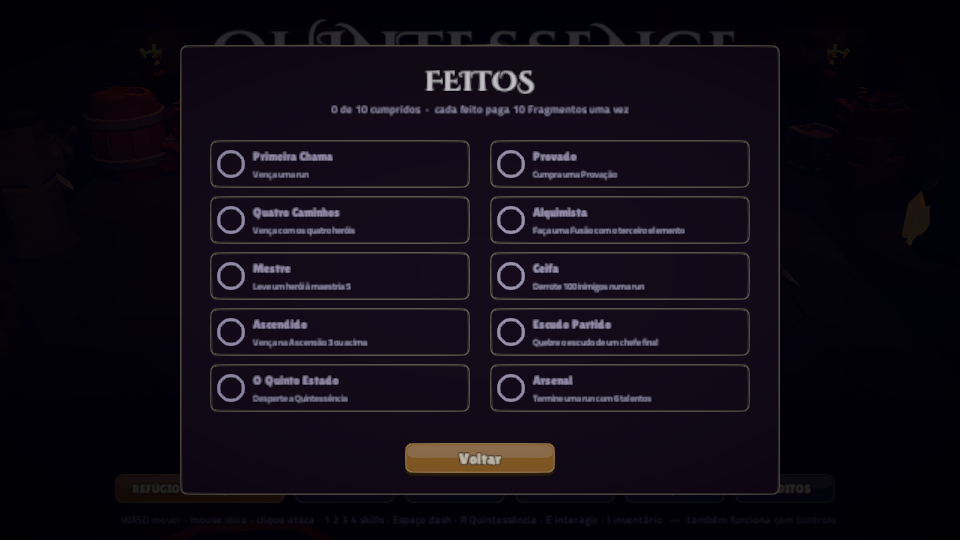 QUINTESSENCE
FEITOS
0 de 10 cumpridos - cada feito paga 10 Fragmentos uma vez
Primeira Chama
Vença uma run
Provado
Cumpra uma Provação
Quatro Caminhos
Vença com os quatro heróis
Alquimista
Faça uma Fusão com o terceiro elemento
Mestre
Leve um herói à maestria 5
Ceifa
Derrote 100 inimigos numa run
Ascendido
Vença na Ascensão 3 ou acima
Escudo Partido
Quebre o escudo de um chefe final
O Quinto Estado
Desperte a Quintessência
Arsenal
Termine uma run com 6 talentos
Voltar
REFÚGIO
DITOS
WASD mover · mouse mira · clique ataca · 1 2 3 4 skills · Espaço dash · R Quintessência · E interagir · I inventário — também funciona com controle